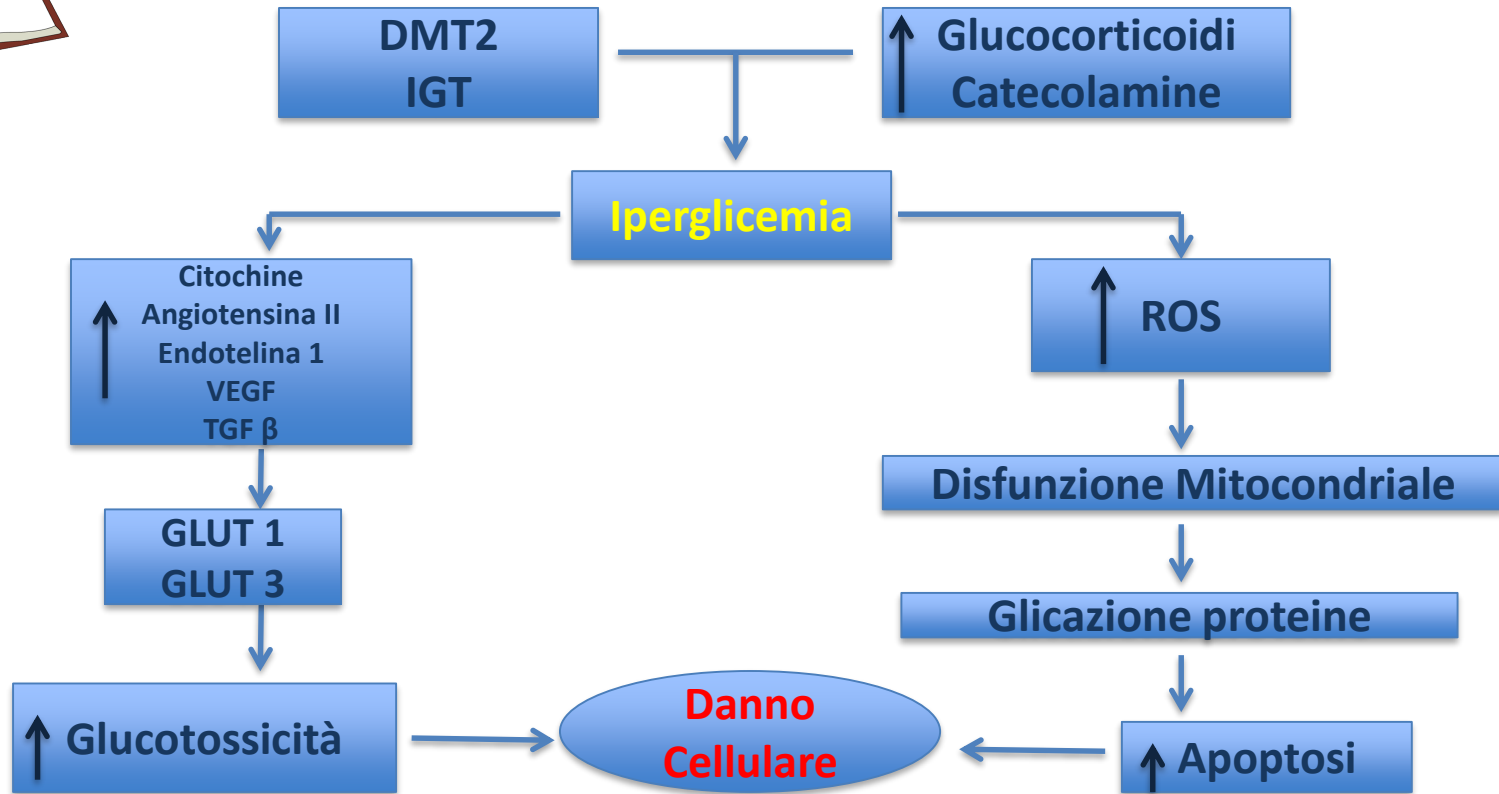 DMT2
IGT
Glucocorticoidi
Catecolamine
Iperglicemia
Citochine
Angiotensina II
Endotelina 1
VEGF
TGF β
ROS
GLUT 1
GLUT 3
Disfunzione Mitocondriale
Glicazione proteine
Glucotossicità
Danno
Cellulare
Apoptosi